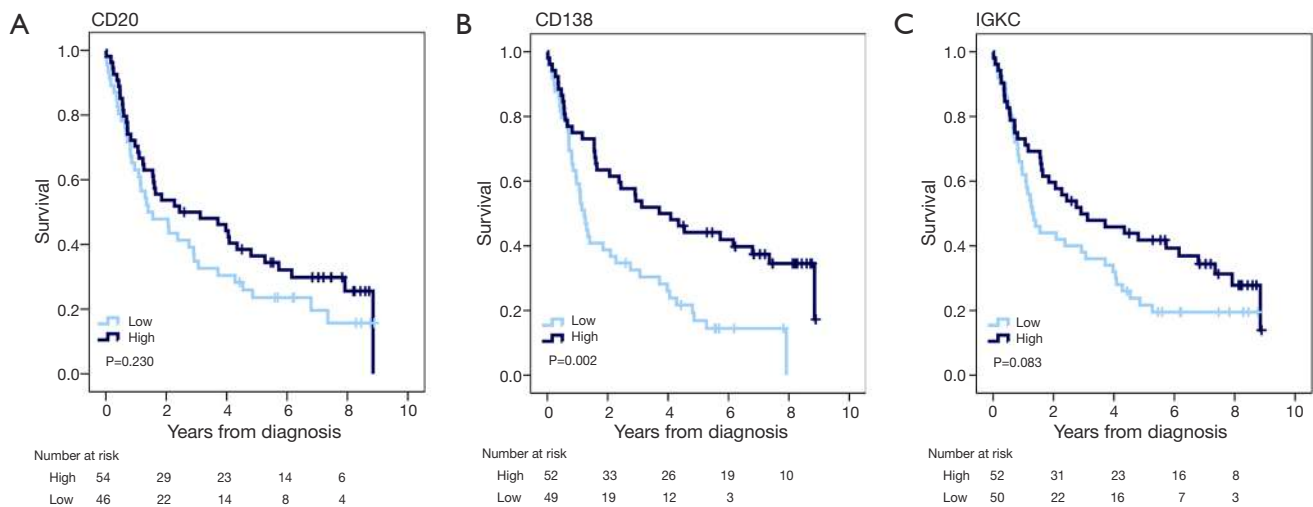 A
CD20
Survival
1.0
0.8
0.6
0.4
0.2
0.0
Low
High
P=0.230
0 2 4 6 8 10
Years from diagnosis
Number at risk
High 54 29 23 14 6
Low 46 22 14 8 4
B
CD138
Survival
1.0
0.8
0.6
0.4
0.2
0.0
Low
High
P=0.002
0 2 4 6 8 10
Years from diagnosis
Number at risk
High 52 33 26 19 10
Low 49 19 12 3
C
IGKC
Survival
1.0
0.8
0.6
0.4
0.2
0.0
Low
High
P=0.083
0 2 4 6 8 10
Years from diagnosis
Number at risk
High 52 31 23 16 8
Low 50 22 16 7 3